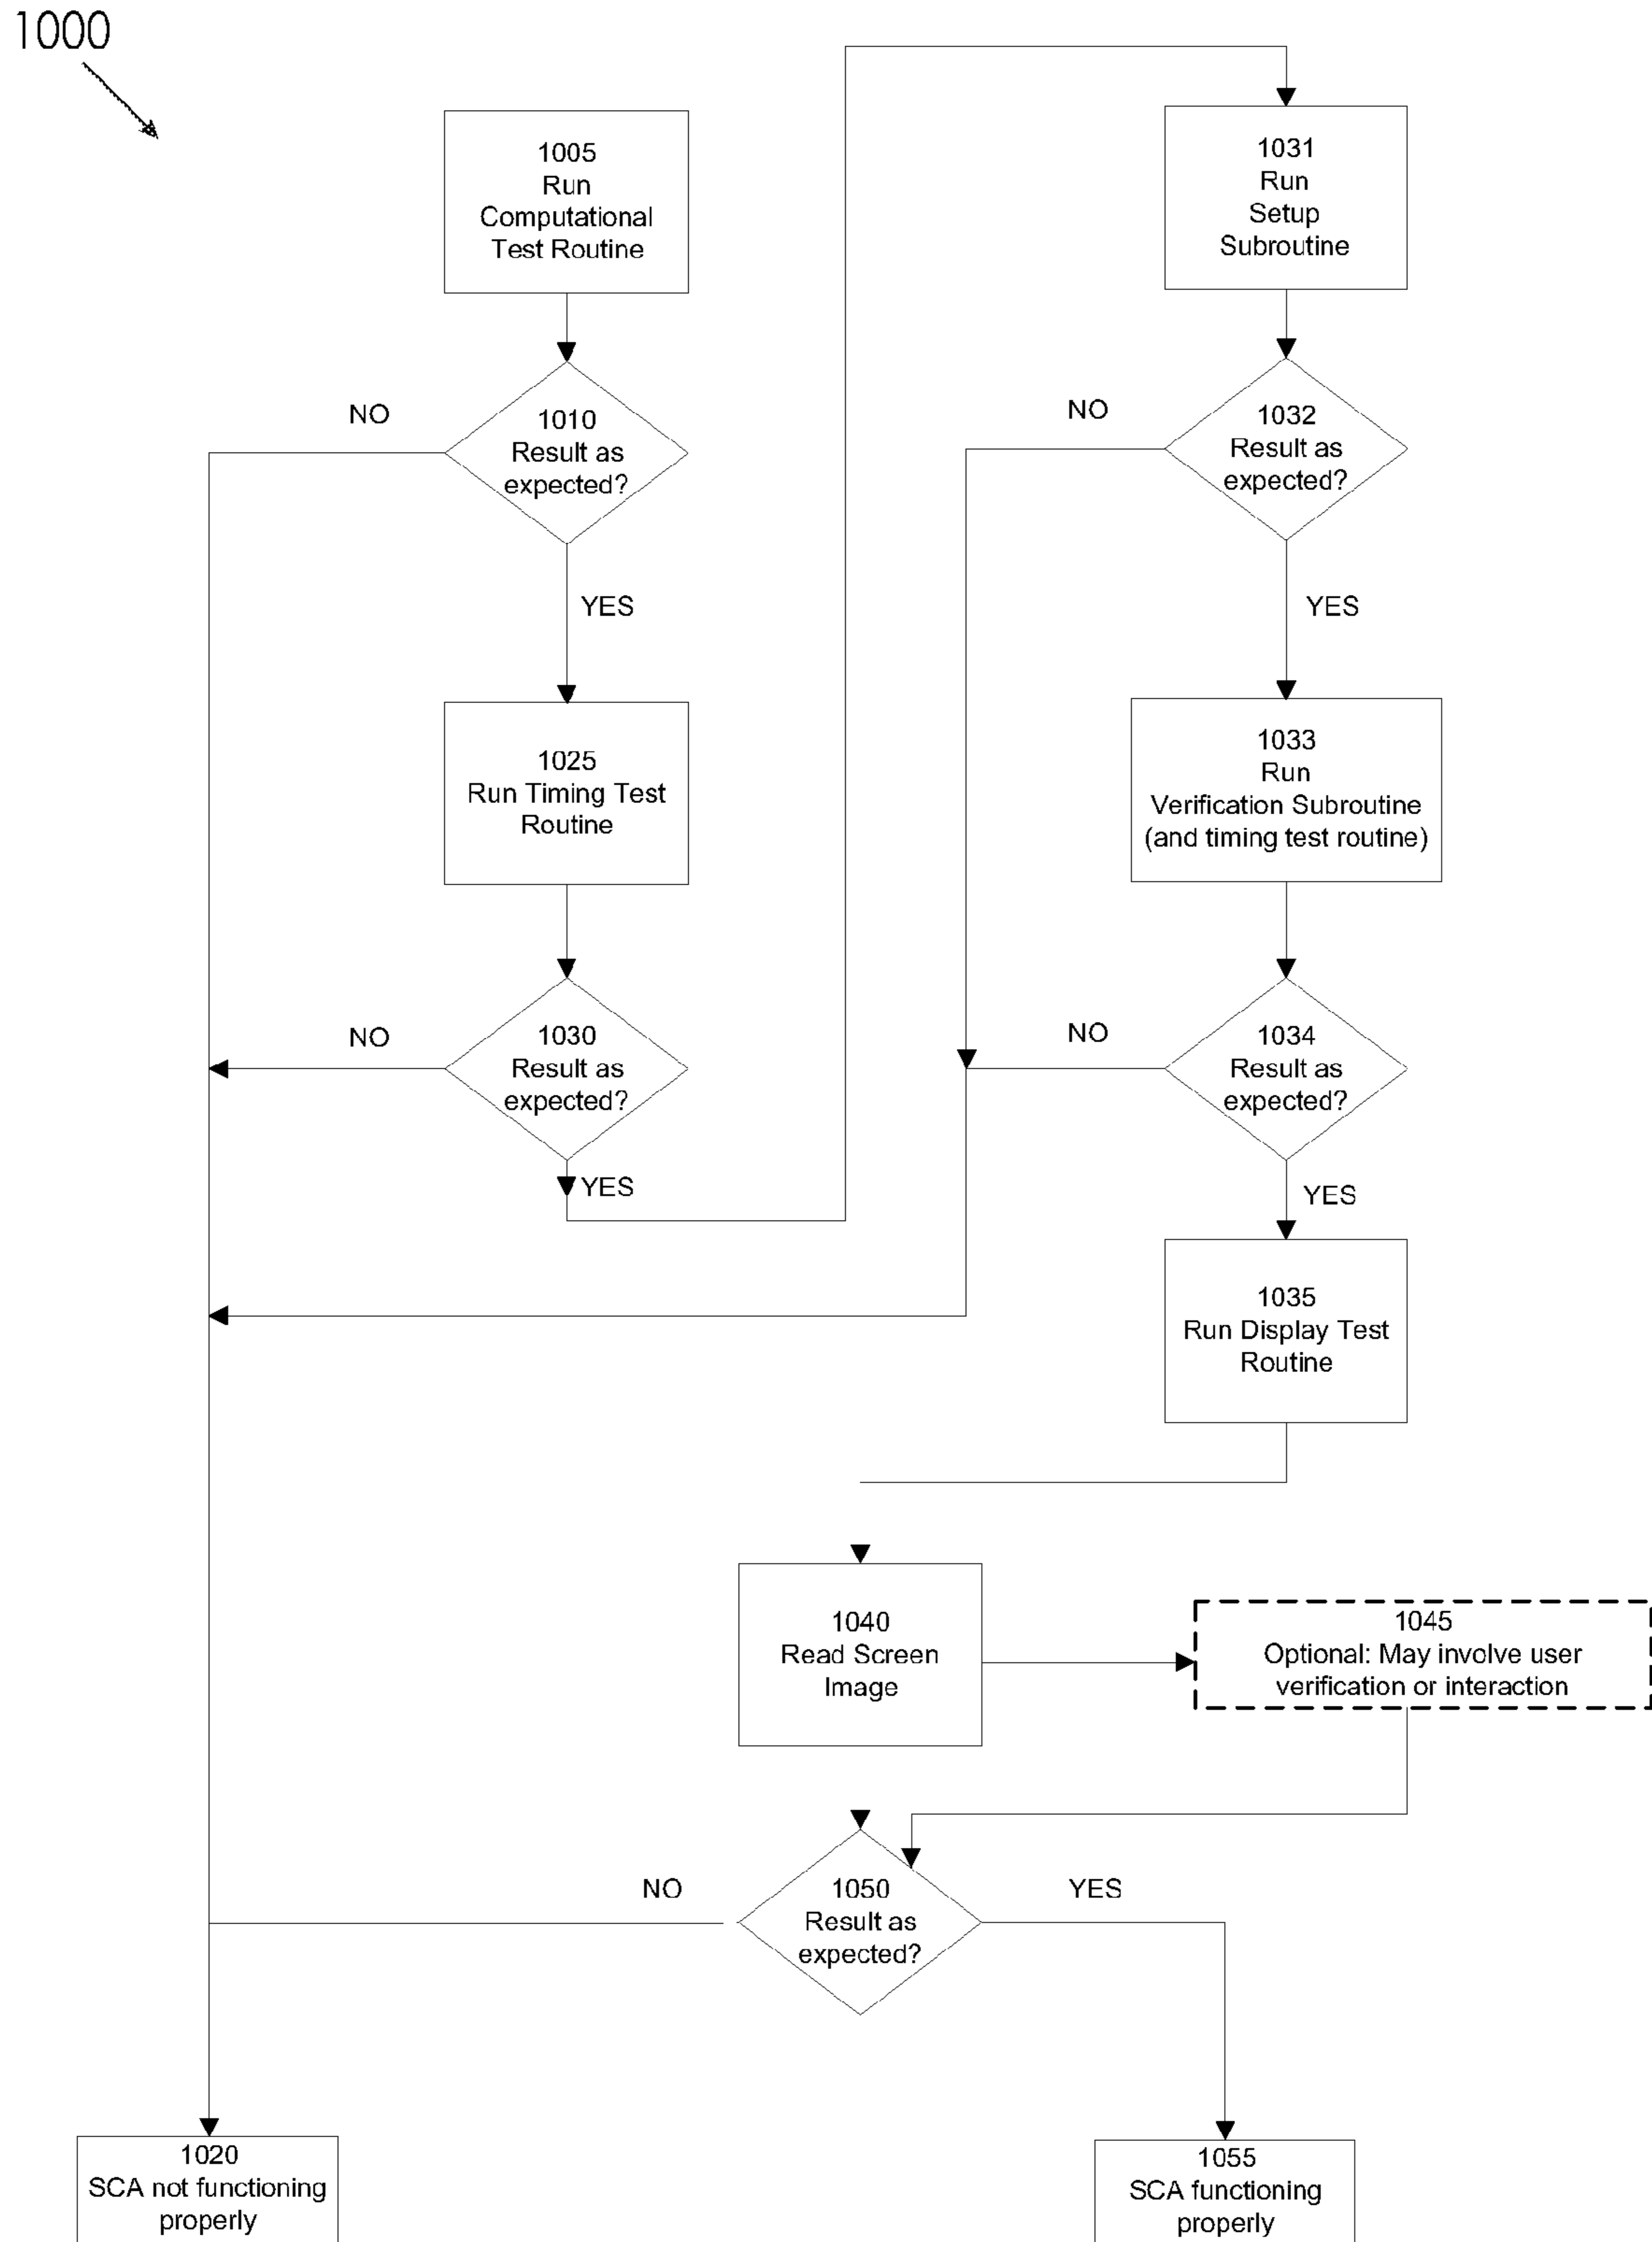 1000
1005
Run
Computational
Test Routine
NO
1010
Result as
expected?
YES
1025
Run Timing Test
Routine
NO
1030
Result as
expected?
YES
1031
Run
Setup
Subroutine
NO
1032
Result as
expected?
YES
1033
Run
Verification Subroutine
(and timing test routine)
NO
1034
Result as
expected?
YES
1035
Run Display Test
Routine
1040
Read Screen
Image
1045
Optional: May involve user
verification or interaction
NO
1050
Result as
expected?
YES
1020
SCA not functioning
properly
1055
SCA functioning
properly